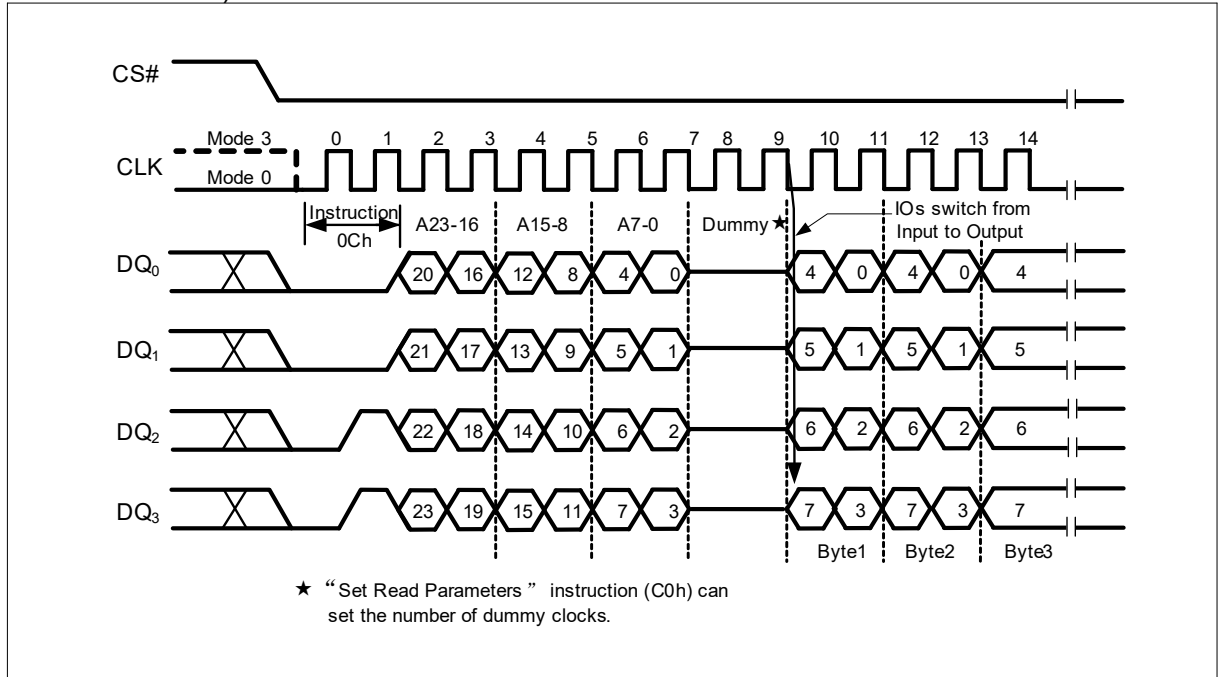 )
CS#
Mode 3 0 1 2 3 4 5 6 7 8 9 10 11 12 13 14
CLK
Mode 0
Instruction A23-16 A15-8 A7-0 Dummy★ IOs switch from
0Ch Input to Output
DQ0 20 16 12 8 4 0 4 0 4 0 4
DQ1 21 17 13 9 5 1 5 1 5 1 5
DQ2 22 18 14 10 6 2 6 2 6 2 6
DQ3 23 19 15 11 7 3 7 3 7 3 7
Byte1 Byte2 Byte3
★ “Set Read Parameters ” instruction (C0h) can
set the number of dummy clocks.